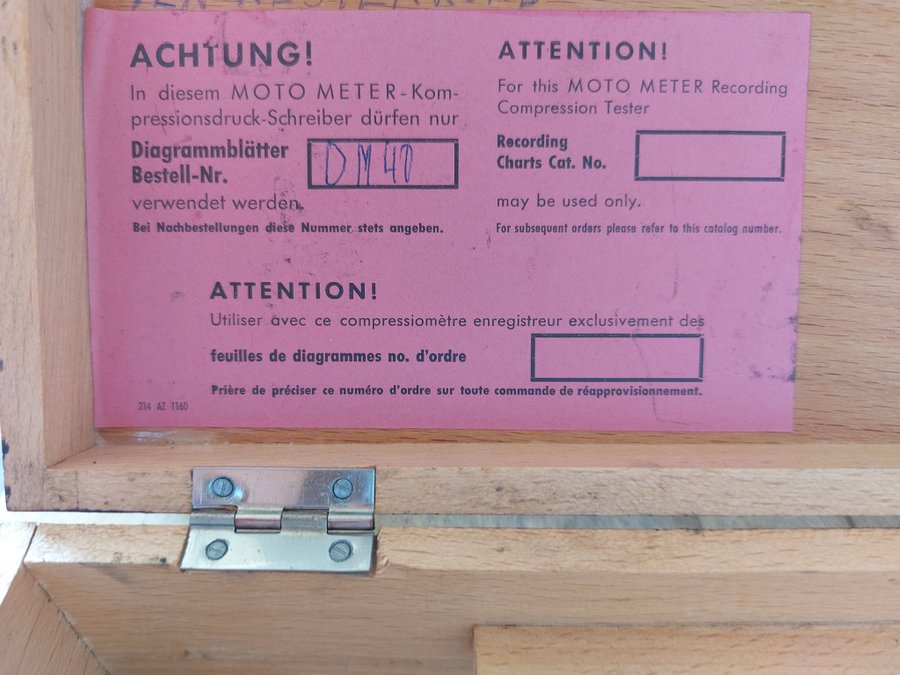 ACHTUNG!
In diesem MOTO METER-Kom-
pressionsdruck-Schreiber dürfen nur
Diagrammblätter
Bestell-Nr.
DM40
verwendet werden.
Bei Nachbestellungen diese Nummer stets angeben.
ATTENTION!
For this MOTO METER Recording
Compression Tester
Recording
Charts Cat. No.
may be used only.
For subsequent orders please refer to this catalog number.
ATTENTION!
Utiliser avec ce compressiomètre enregistreur exclusivement des
feuilles de diagrammes no. d'ordre
Prière de préciser ce numéro d'ordre sur toute commande de réapprovisionnement.
214 AZ 1160